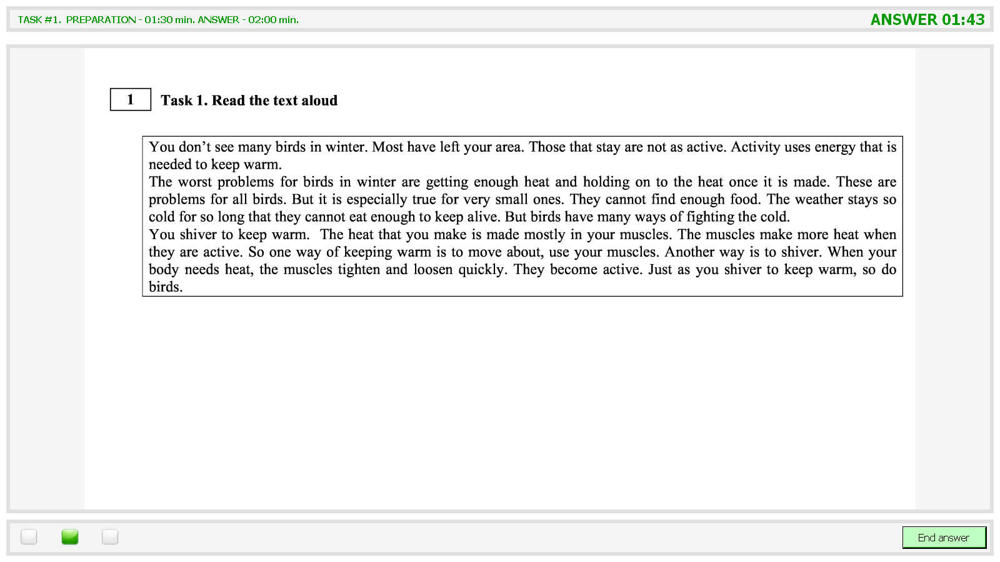 TASK #1. PREPARATION - 01:30 min. ANSWER - 02:00 min.
ANSWER 01:43
1
Task 1. Read the text aloud
You don’t see many birds in winter. Most have left your area. Those that stay are not as active. Activity uses energy that is
needed to keep warm.
The worst problems for birds in winter are getting enough heat and holding on to the heat once it is made. These are
problems for all birds. But it is especially true for very small ones. They cannot find enough food. The weather stays so
cold for so long that they cannot eat enough to keep alive. But birds have many ways of fighting the cold.
You shiver to keep warm.  The heat that you make is made mostly in your muscles. The muscles make more heat when
they are active. So one way of keeping warm is to move about, use your muscles. Another way is to shiver. When your
body needs heat, the muscles tighten and loosen quickly. They become active. Just as you shiver to keep warm, so do
birds.
End answer